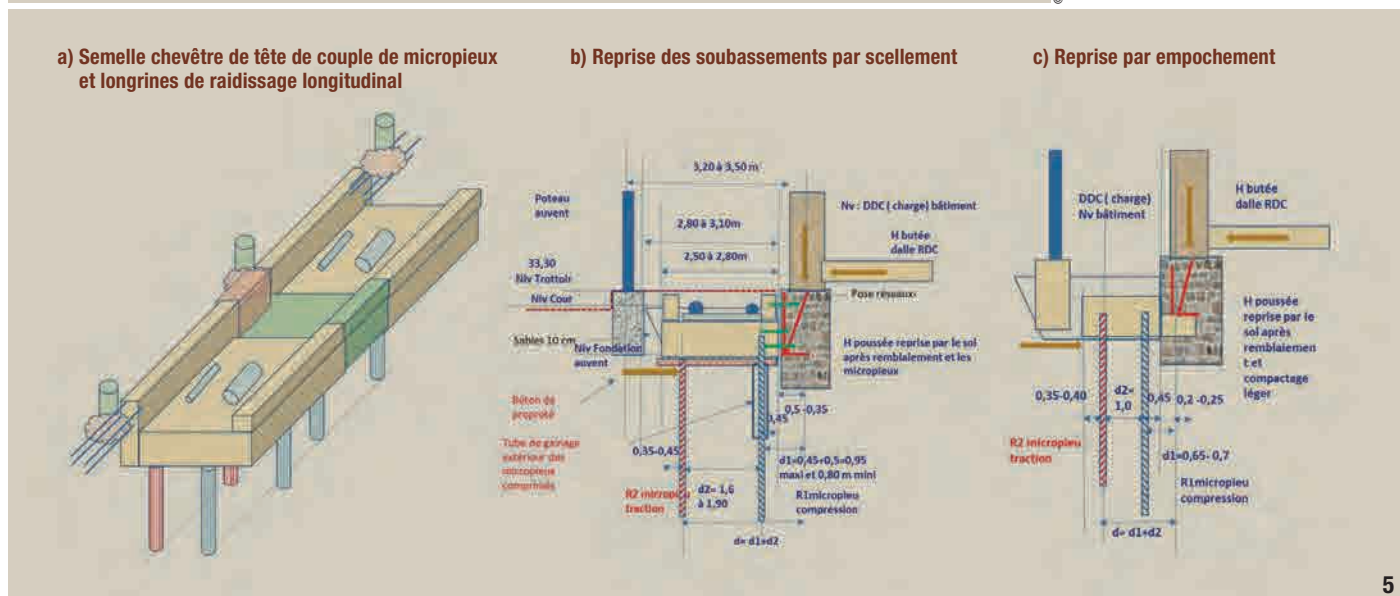 a) Semelle chevêtre de tête de couple de micropieux
et longrines de raidissage longitudinal
b) Reprise des soubassements par scellement
3,20 à 3,50 m
Poteau
auvent
2,80 à 3,10m
2,50 à 2,80m
Nv : DDC ( charge) bâtiment
H butée
dalle RDC
33,30
Niv Trottoir
Niv Cour
Pose réseaux
Sables 10 cm
Niv Fondation
auvent
H poussée reprise par le sol
après remblaiement et les
micropieux
Béton de
propreté
Tube de gainage
extérieur des
micropieux
comprimés
0,5 -0,35
0,45
0,35-0,45
d1=0,45+0,5=0,95
maxi et 0,80 m mini
R2 micropieu
traction
d2= 1,6
à 1,90
R1micropieu
compression
d= d1+d2
c) Reprise par empochement
DDC ( charge)
Nv bâtiment
H butée
dalle RDC
H poussée
reprise par le
sol après
remblaiemen
t et
compactage
léger
0,35-0,40
d2=
1,0
0,45
0,2 -0,25
R2 micropieu
traction
d1=0,65- 0,7
R1micropieu
compression
d= d1+d2
5